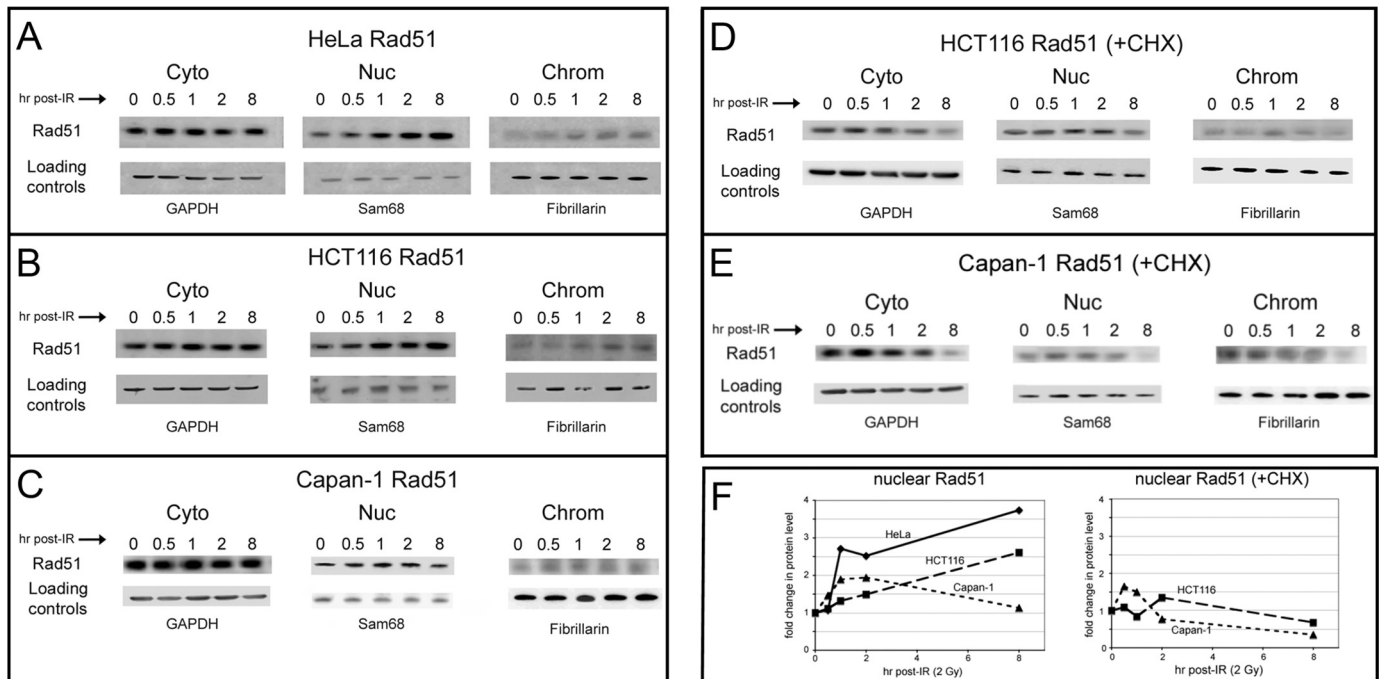 A
HeLa Rad51
Cyto Nuc Chrom
hr post-IR 0 0.5 1 2 8 0 0.5 1 2 8 0 0.5 1 2 8
Rad51
Loading
controls
GAPDH Sam68 Fibrillarin
B
HCT116 Rad51
Cyto Nuc Chrom
hr post-IR 0 0.5 1 2 8 0 0.5 1 2 8 0 0.5 1 2 8
Rad51
Loading
controls
GAPDH Sam68 Fibrillarin
C
Capan-1 Rad51
Cyto Nuc Chrom
hr post-IR 0 0.5 1 2 8 0 0.5 1 2 8 0 0.5 1 2 8
Rad51
Loading
controls
GAPDH Sam68 Fibrillarin
D
HCT116 Rad51 (+CHX)
Cyto Nuc Chrom
hr post-IR 0 0.5 1 2 8 0 0.5 1 2 8 0 0.5 1 2 8
Rad51
Loading
controls
GAPDH Sam68 Fibrillarin
E
Capan-1 Rad51 (+CHX)
Cyto Nuc Chrom
hr post-IR 0 0.5 1 2 8 0 0.5 1 2 8 0 0.5 1 2 8
Rad51
Loading
controls
GAPDH Sam68 Fibrillarin
F
nuclear Rad51
fold change in protein level
4
3
2
1
0
HeLa
HCT116
Capan-1
0 2 4 6 8
hr post-IR (2 Gy)
nuclear Rad51 (+CHX)
fold change in protein level
4
3
2
1
0
HCT116
Capan-1
0 2 4 6 8
hr post-IR (2 Gy)